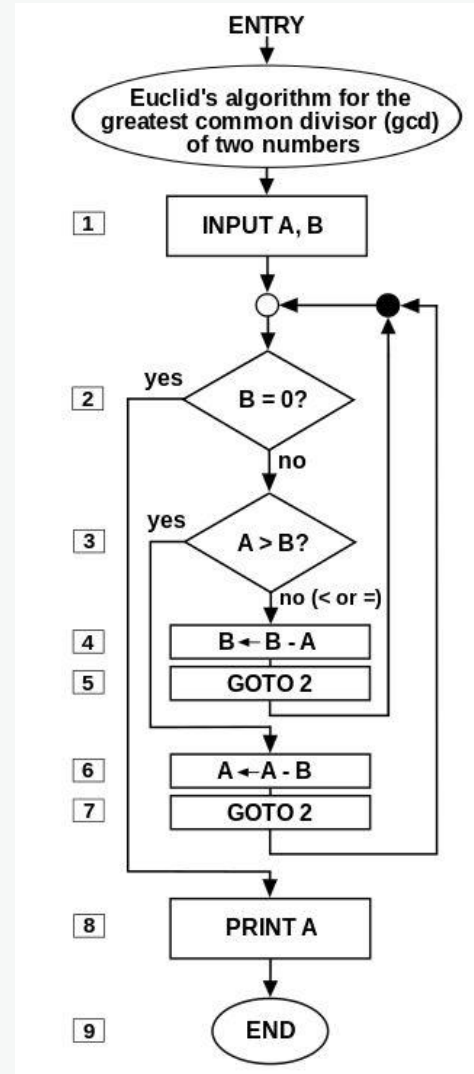 ENTRY
Euclid's algorithm for the
greatest common divisor (gcd)
of two numbers
1
INPUT A, B
yes
2
B = 0?
no
yes
3
A > B?
no (< or =)
4
B ← B - A
5
GOTO 2
6
A ← A - B
7
GOTO 2
8
PRINT A
9
END